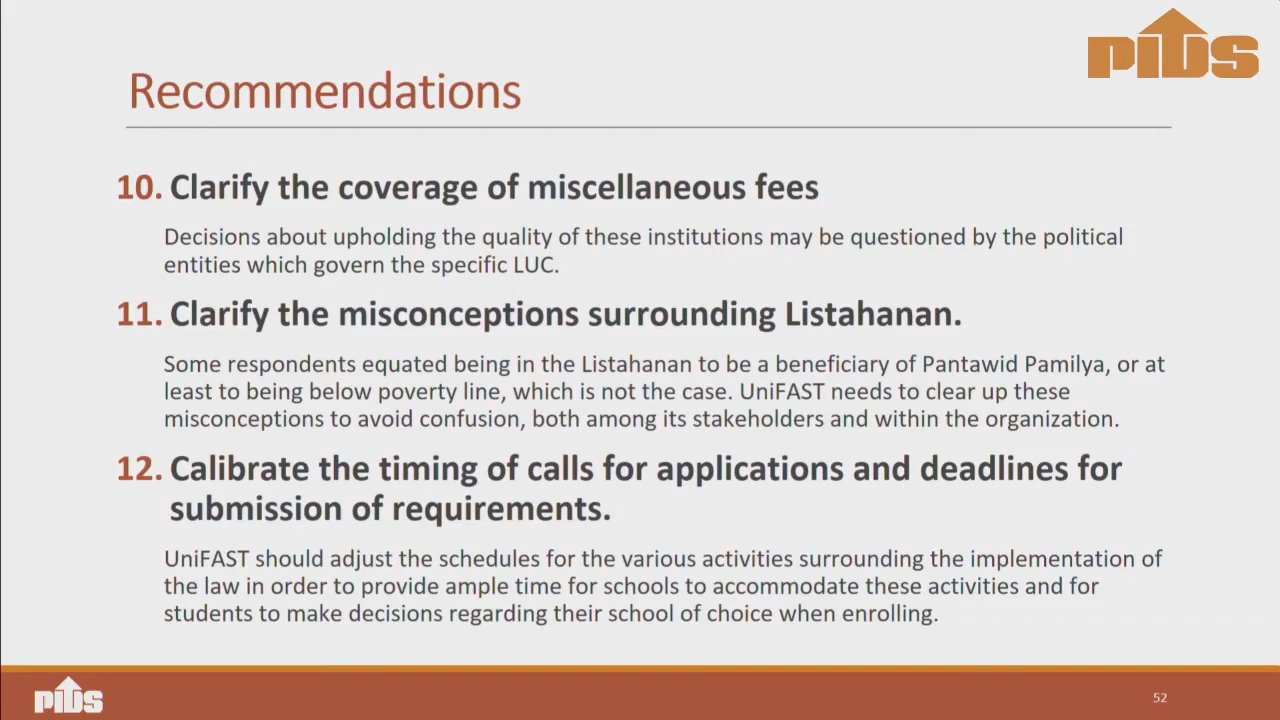 PIDS
Recommendations
10. Clarify the coverage of miscellaneous fees
Decisions about upholding the quality of these institutions may be questioned by the political
entities which govern the specific LUC.
11. Clarify the misconceptions surrounding Listahanan.
Some respondents equated being in the Listahanan to be a beneficiary of Pantawid Pamilya, or at
least to being below poverty line, which is not the case. UniFAST needs to clear up these
misconceptions to avoid confusion, both among its stakeholders and within the organization.
12. Calibrate the timing of calls for applications and deadlines for
submission of requirements.
UniFAST should adjust the schedules for the various activities surrounding the implementation of
the law in order to provide ample time for schools to accommodate these activities and for
students to make decisions regarding their school of choice when enrolling.
PIDS
52